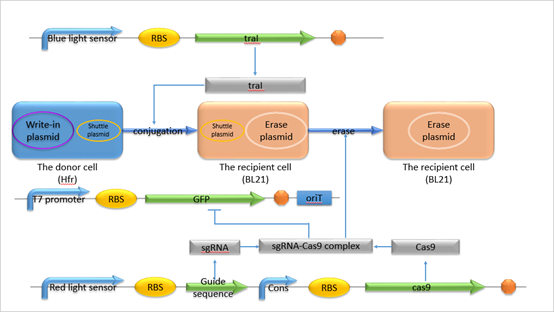 Blue light sensor RBS traI
traI
Write-in plasmid Shuttle plasmid conjugation Shuttle plasmid Erase plasmid erase Erase plasmid
The donor cell (Hfr)
The recipient cell (BL21)
The recipient cell (BL21)
T7 promoter RBS GFP oriT
sgRNA sgRNA-Cas9 complex Cas9
Red light sensor RBS Guide sequence Cons RBS cas9